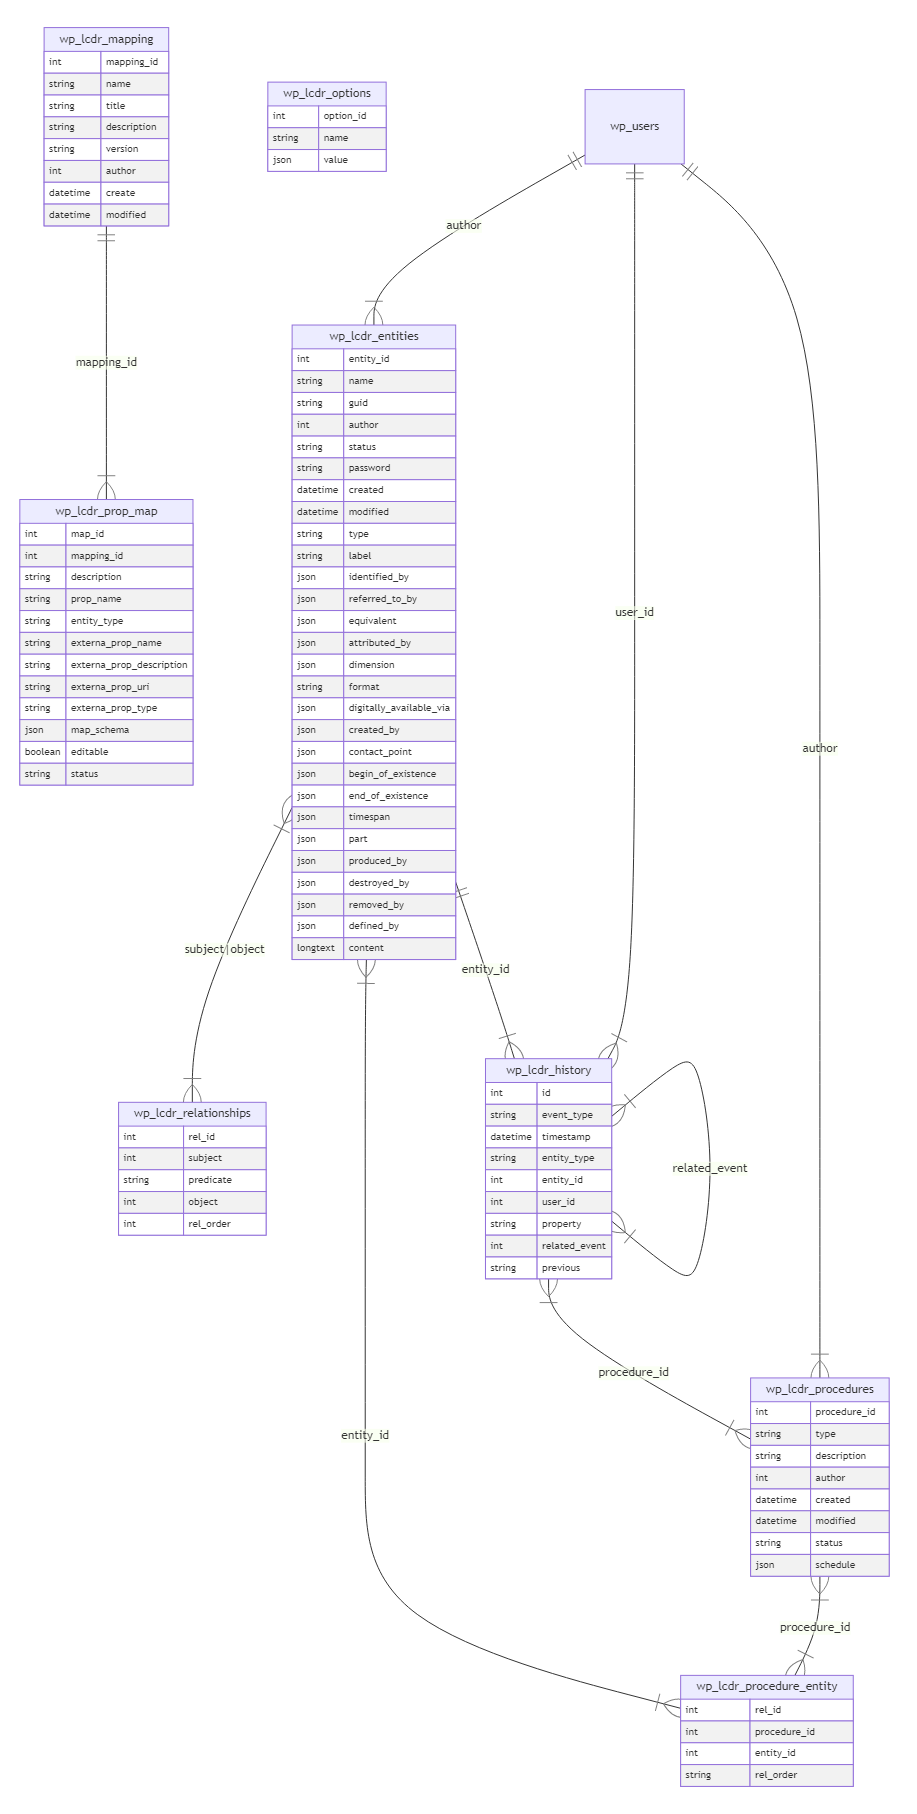 wp_lcdr_mapping
int mapping_id
string name
string title
string description
string version
int author
datetime create
datetime modified
wp_lcdr_options
int option_id
string name
json value
wp_users
author
mapping_id
wp_lcdr_entities
int entity_id
string name
string guid
int author
string status
string password
datetime created
datetime modified
string type
string label
json identified_by
json referred_to_by
json equivalent
json attributed_by
json dimension
string format
json digitally_available_via
json created_by
json contact_point
json begin_of_existence
json end_of_existence
json timespan
json part
json produced_by
json destroyed_by
json removed_by
json defined_by
longtext content
wp_lcdr_prop_map
int map_id
int mapping_id
string description
string prop_name
string entity_type
string externa_prop_name
string externa_prop_description
string externa_prop_uri
string externa_prop_type
json map_schema
boolean editable
string status
user_id
author
subject|object
entity_id
wp_lcdr_history
int id
string event_type
datetime timestamp
string entity_type
int entity_id
int user_id
string property
int related_event
string previous
related_event
wp_lcdr_relationships
int rel_id
int subject
string predicate
int object
int rel_order
procedure_id
wp_lcdr_procedures
int procedure_id
string type
string description
int author
datetime created
datetime modified
string status
json schedule
entity_id
procedure_id
wp_lcdr_procedure_entity
int rel_id
int procedure_id
int entity_id
string rel_order